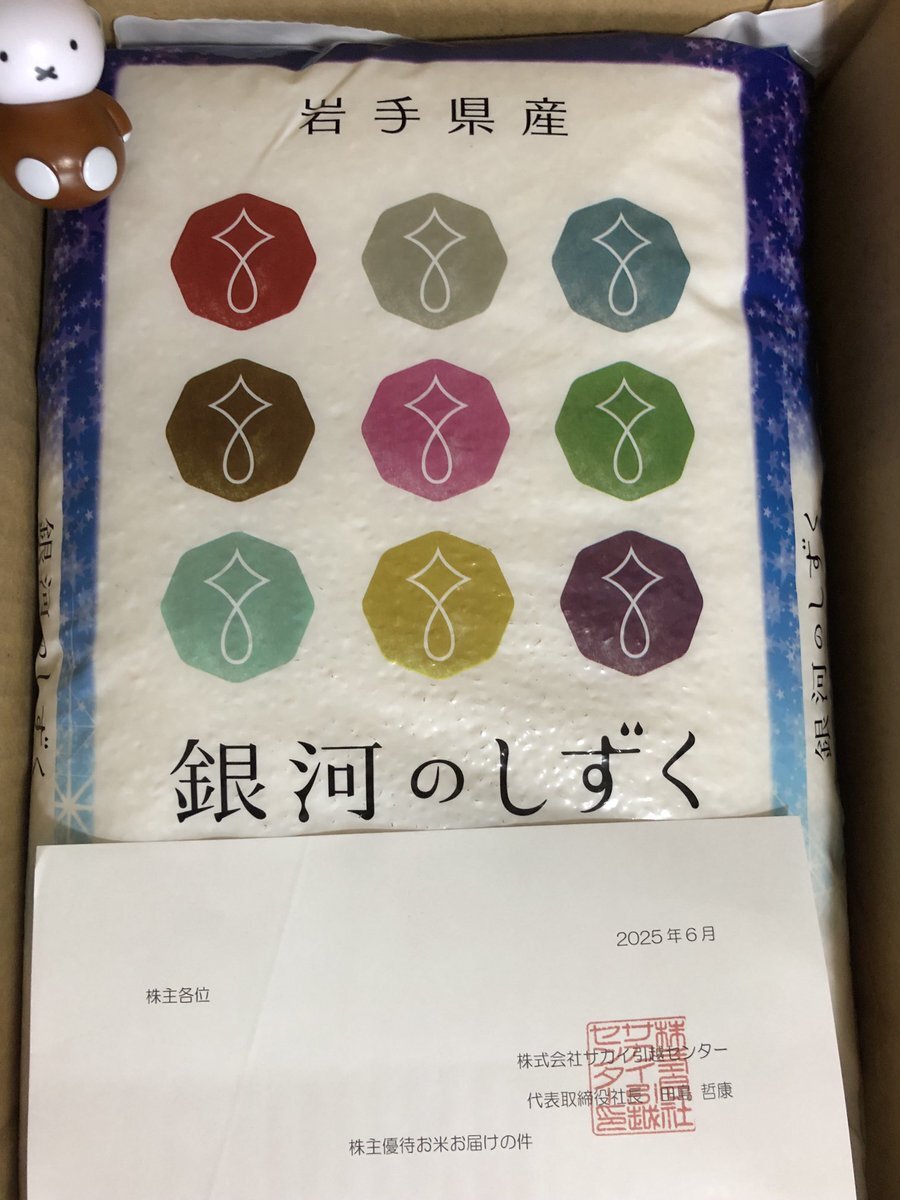 岩手県産
銀河のしずく
銀河のしずく
銀河のしずく
2025年6月
株主各位
株式会社サカイ引越センター
代表取締役社長 田島 哲康
株主優待お米お届けの件